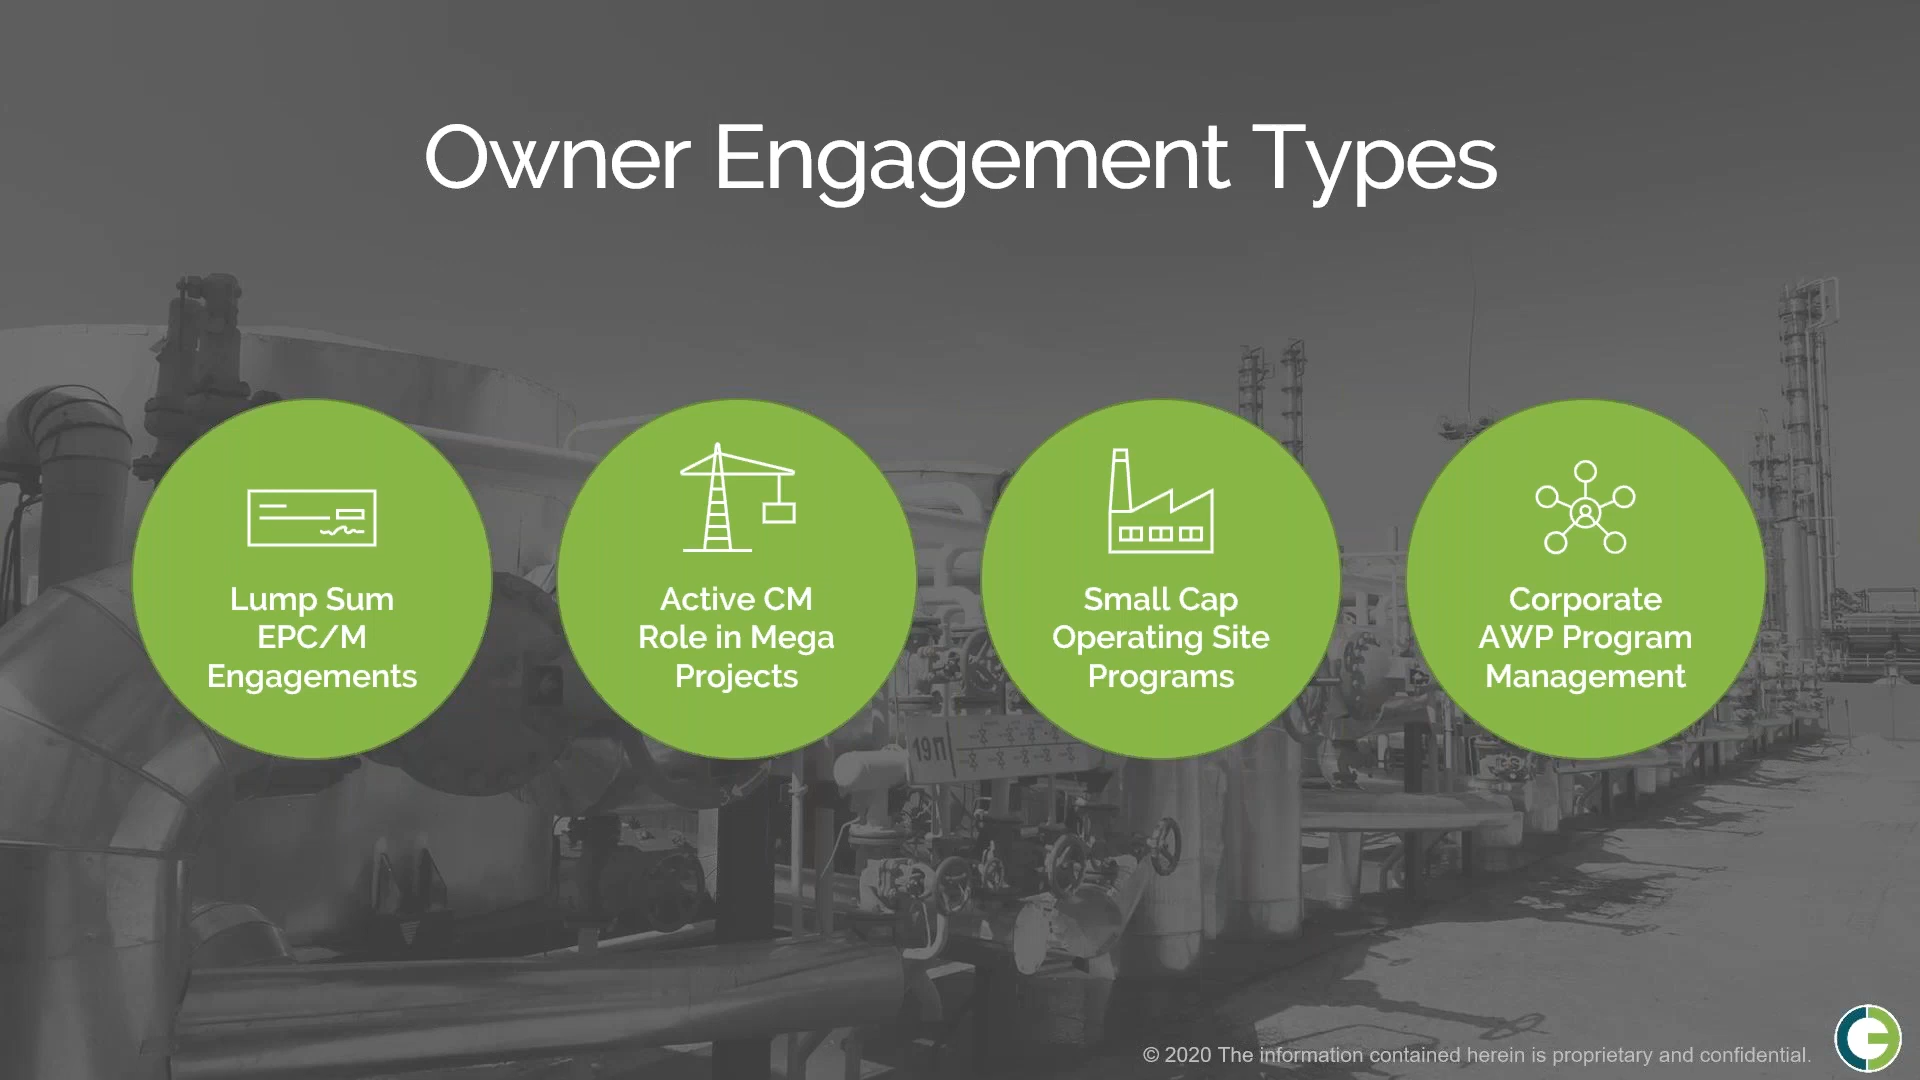 Owner Engagement Types
Lump Sum
EPC/M
Engagements
Active CM
Role in Mega
Projects
Small Cap
Operating Site
Programs
Corporate
AWP Program
Management
19П
© 2020 The information contained herein is proprietary and confidential.